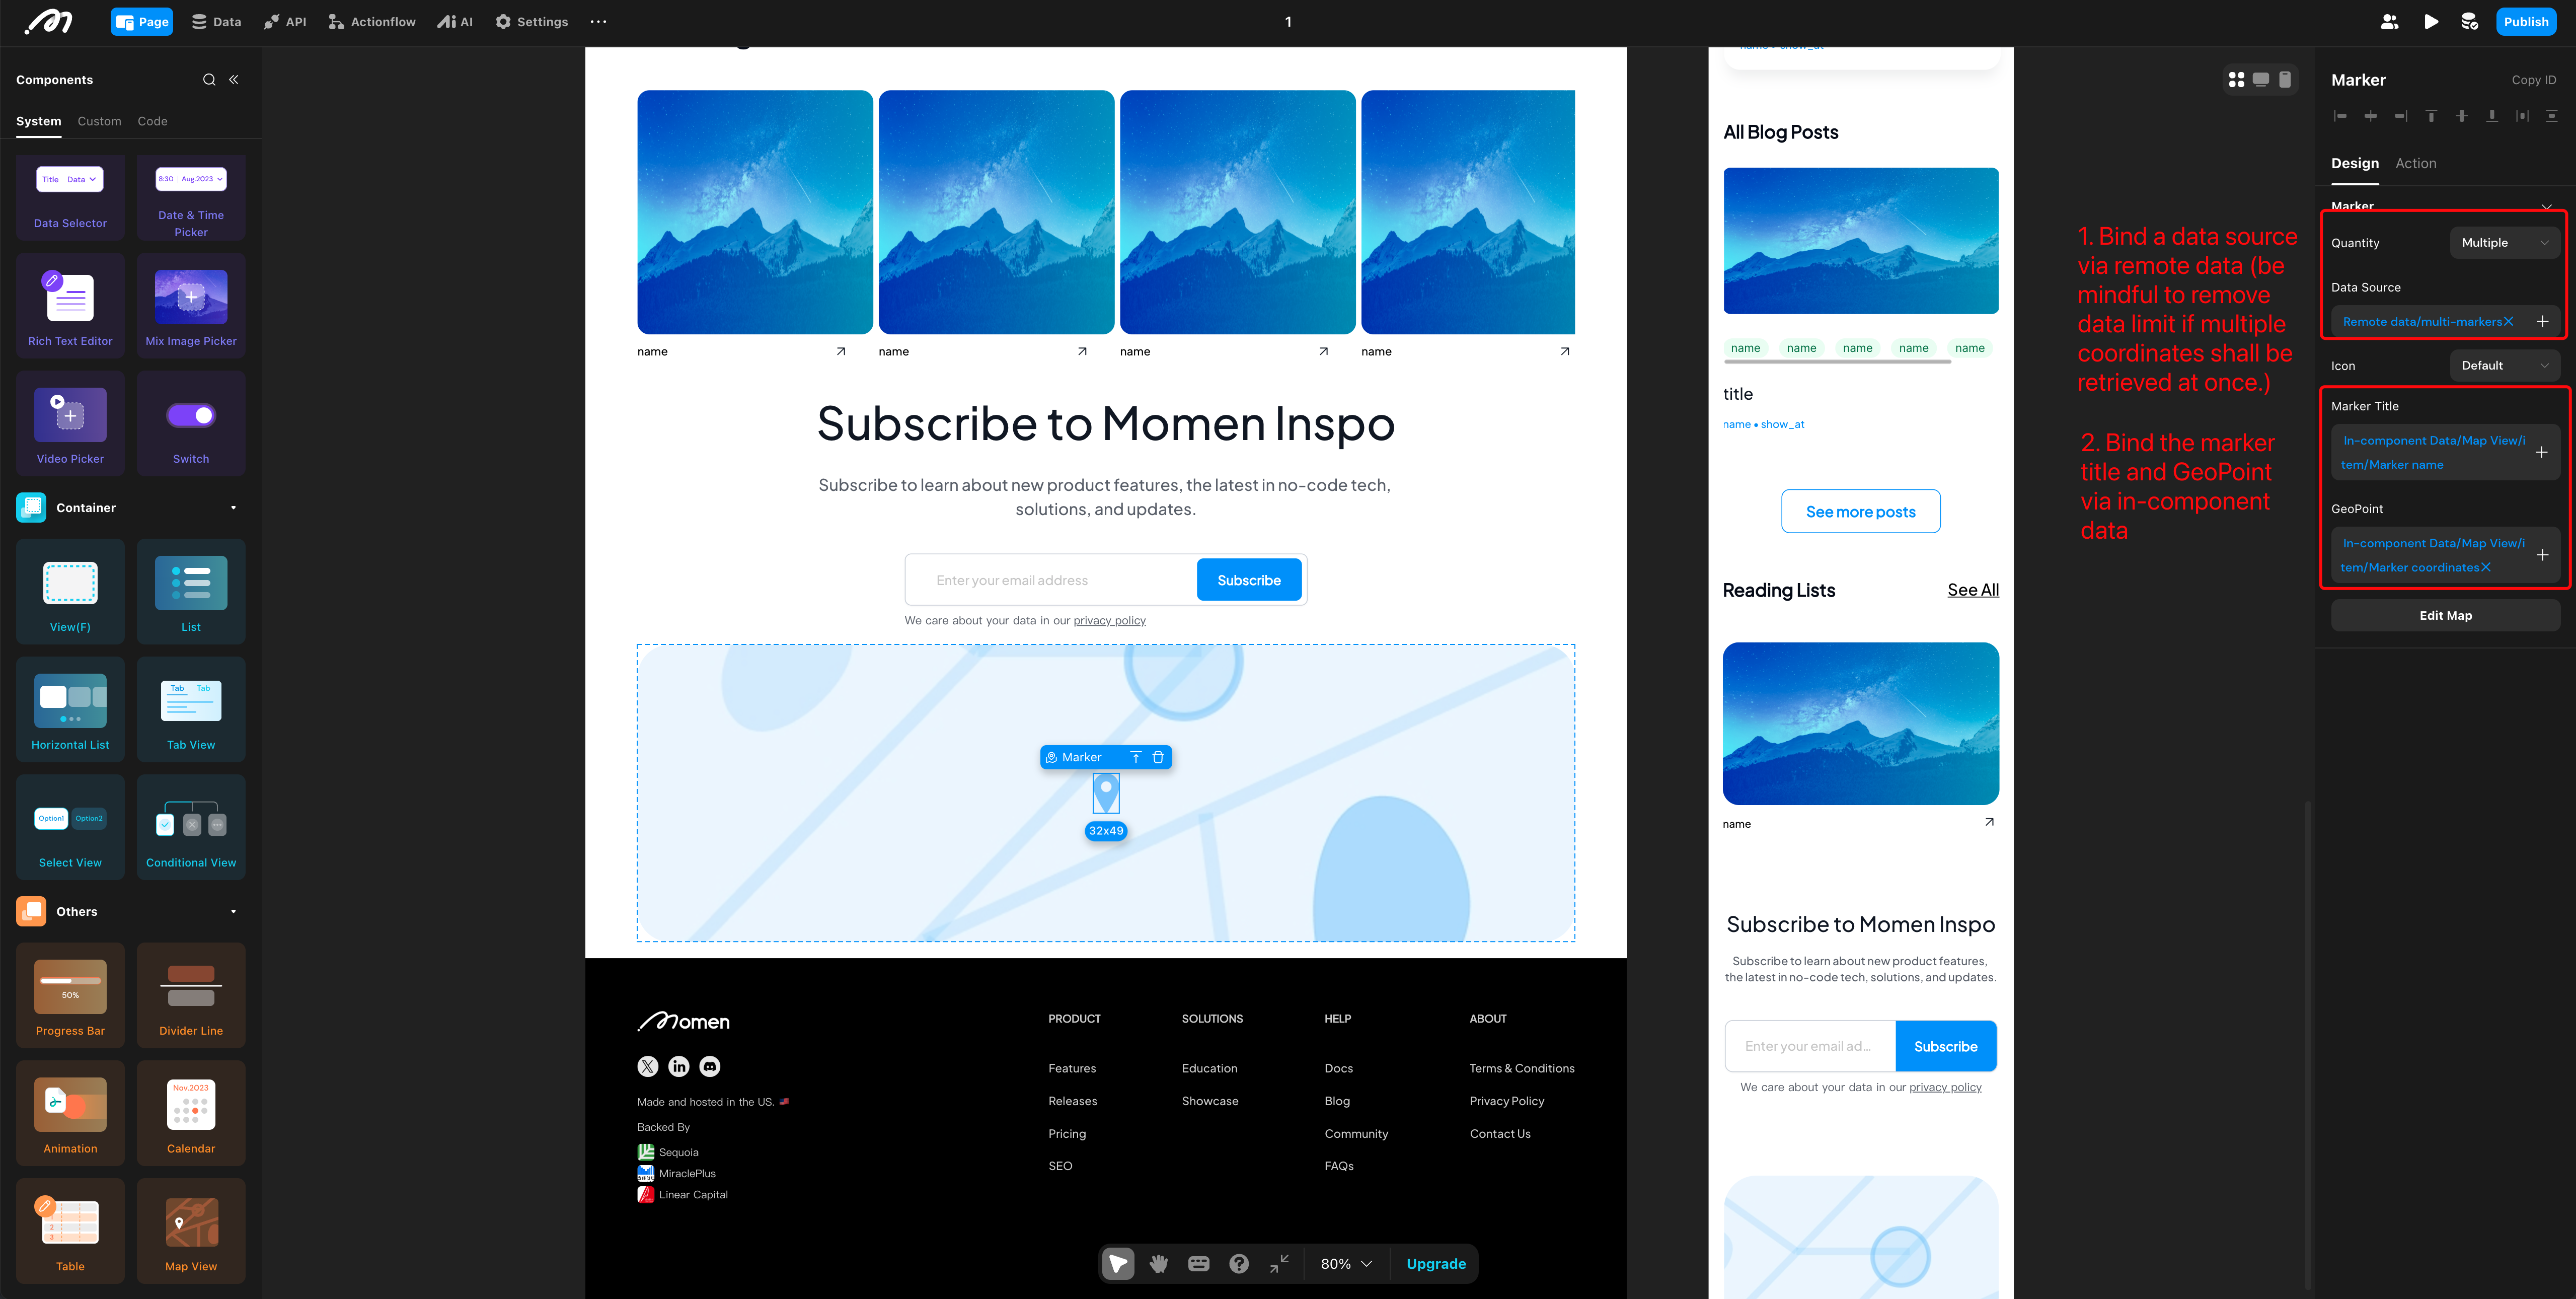 Page
Data
API
Actionflow
AI
Settings
1
Publish
Components
System
Custom
Code
Title Data
Data Selector
8:30 Aug.2023
Date & Time
Picker
Rich Text Editor
Mix Image Picker
Video Picker
Switch
Container
View(F)
List
Horizontal List
Tab Tab
Tab View
Option1 Option2
Select View
Conditional View
Others
50%
Progress Bar
Divider Line
Animation
Nov.2023
Calendar
1
2
3
Table
Map View
name
name
name
name
Subscribe to Momen Inspo
Subscribe to learn about new product features, the latest in no-code tech,
solutions, and updates.
Enter your email address
Subscribe
We care about your data in our privacy policy
Marker
32x49
Momen
Made and hosted in the US.
Backed By
Sequoia
MiraclePlus
Linear Capital
PRODUCT
Features
Releases
Pricing
SEO
SOLUTIONS
Education
Showcase
HELP
Docs
Blog
Community
FAQs
ABOUT
Terms & Conditions
Privacy Policy
Contact Us
80%
Upgrade
name • show_at
All Blog Posts
name
name
name
name
name
title
name • show_at
See more posts
Reading Lists
See All
name
Subscribe to Momen Inspo
Subscribe to learn about new product features,
the latest in no-code tech, solutions, and updates.
Enter your email ad...
Subscribe
We care about your data in our privacy policy
1. Bind a data source
via remote data (be
mindful to remove
data limit if multiple
coordinates shall be
retrieved at once.)
2. Bind the marker
title and GeoPoint
via in-component
data
Marker
Copy ID
Design
Action
Marker
Quantity
Multiple
Data Source
Remote data/multi-markers
Icon
Default
Marker Title
In-component Data/Map View/i
tem/Marker name
GeoPoint
In-component Data/Map View/i
tem/Marker coordinates
Edit Map